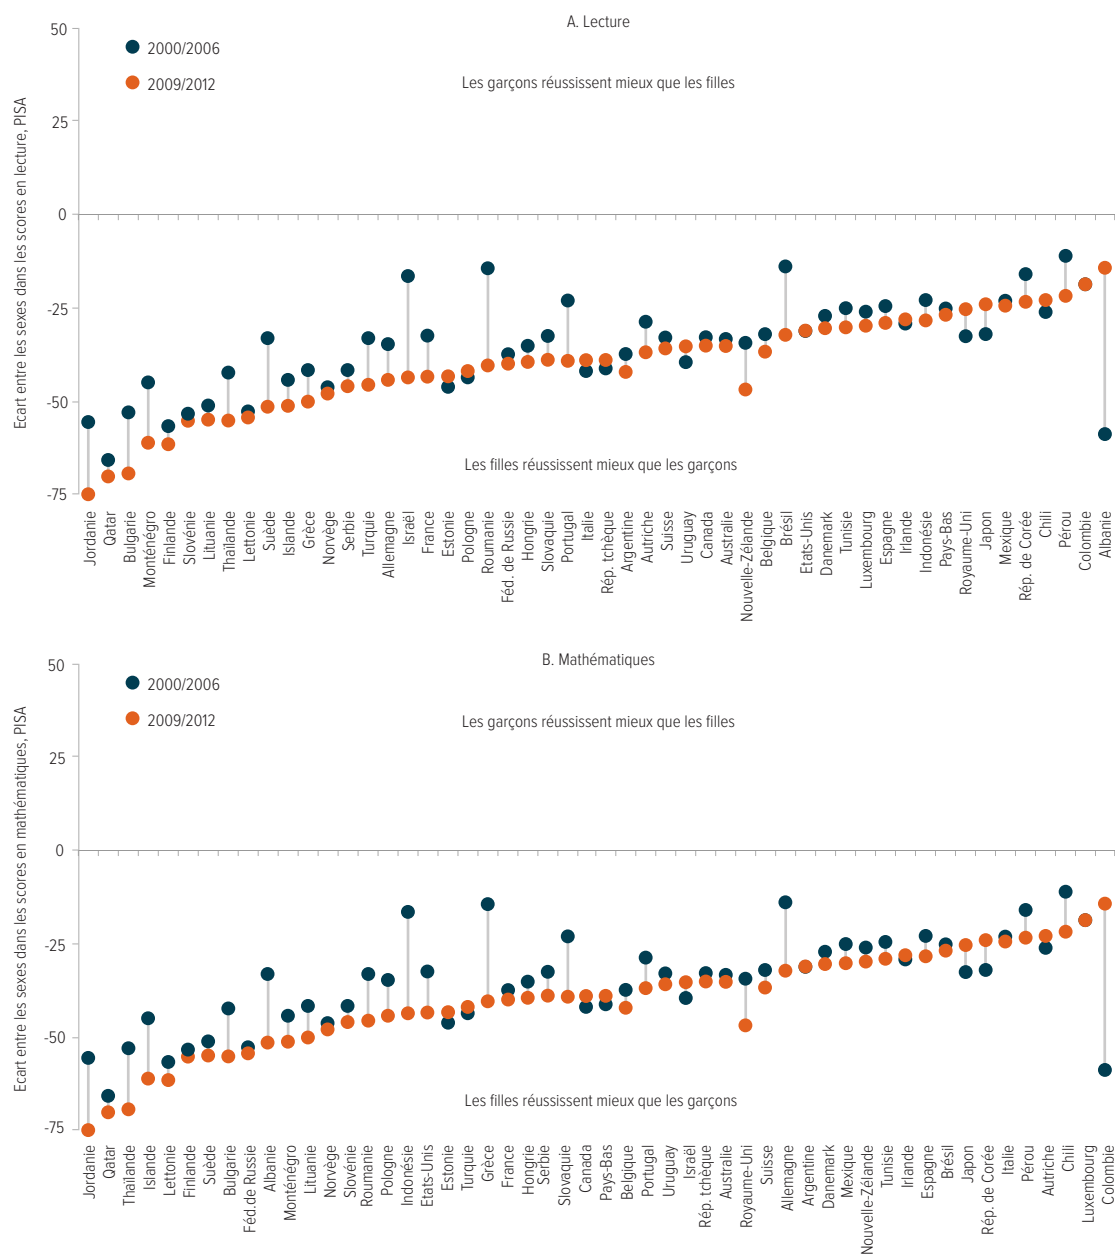 A. Lecture
50
25
0
-25
-50
-75
Ecart entre les sexes dans les scores en lecture, PISA
2000/2006
2009/2012
Les garçons réussissent mieux que les filles
Les filles réussissent mieux que les garçons
Jordanie
Qatar
Bulgarie
Monténégro
Finlande
Slovénie
Lituanie
Thaïlande
Lettonie
Suède
Islande
Grèce
Norvège
Serbie
Turquie
Allemagne
Israël
France
Estonie
Pologne
Roumanie
Féd. de Russie
Hongrie
Slovaquie
Portugal
Italie
Rép. tchèque
Argentine
Autriche
Suisse
Uruguay
Canada
Australie
Nouvelle-Zélande
Belgique
Brésil
Etats-Unis
Danemark
Tunisie
Luxembourg
Espagne
Irlande
Indonésie
Pays-Bas
Royaume-Uni
Japon
Mexique
Rép. de Corée
Chili
Pérou
Colombie
Albanie
B. Mathématiques
50
25
0
-25
-50
-75
Ecart entre les sexes dans les scores en mathématiques, PISA
2000/2006
2009/2012
Les garçons réussissent mieux que les filles
Les filles réussissent mieux que les garçons
Jordanie
Qatar
Thaïlande
Islande
Lettonie
Finlande
Suède
Bulgarie
Féd.de Russie
Albanie
Monténégro
Lituanie
Norvège
Slovénie
Roumanie
Pologne
Indonésie
Etats-Unis
Estonie
Turquie
Grèce
France
Hongrie
Serbie
Slovaquie
Canada
Pays-Bas
Belgique
Portugal
Uruguay
Israël
Rép. tchèque
Australie
Royaume-Uni
Suisse
Allemagne
Argentine
Danemark
Mexique
Nouvelle-Zélande
Tunisie
Irlande
Espagne
Brésil
Japon
Rép. de Corée
Italie
Pérou
Autriche
Chili
Luxembourg
Colombie